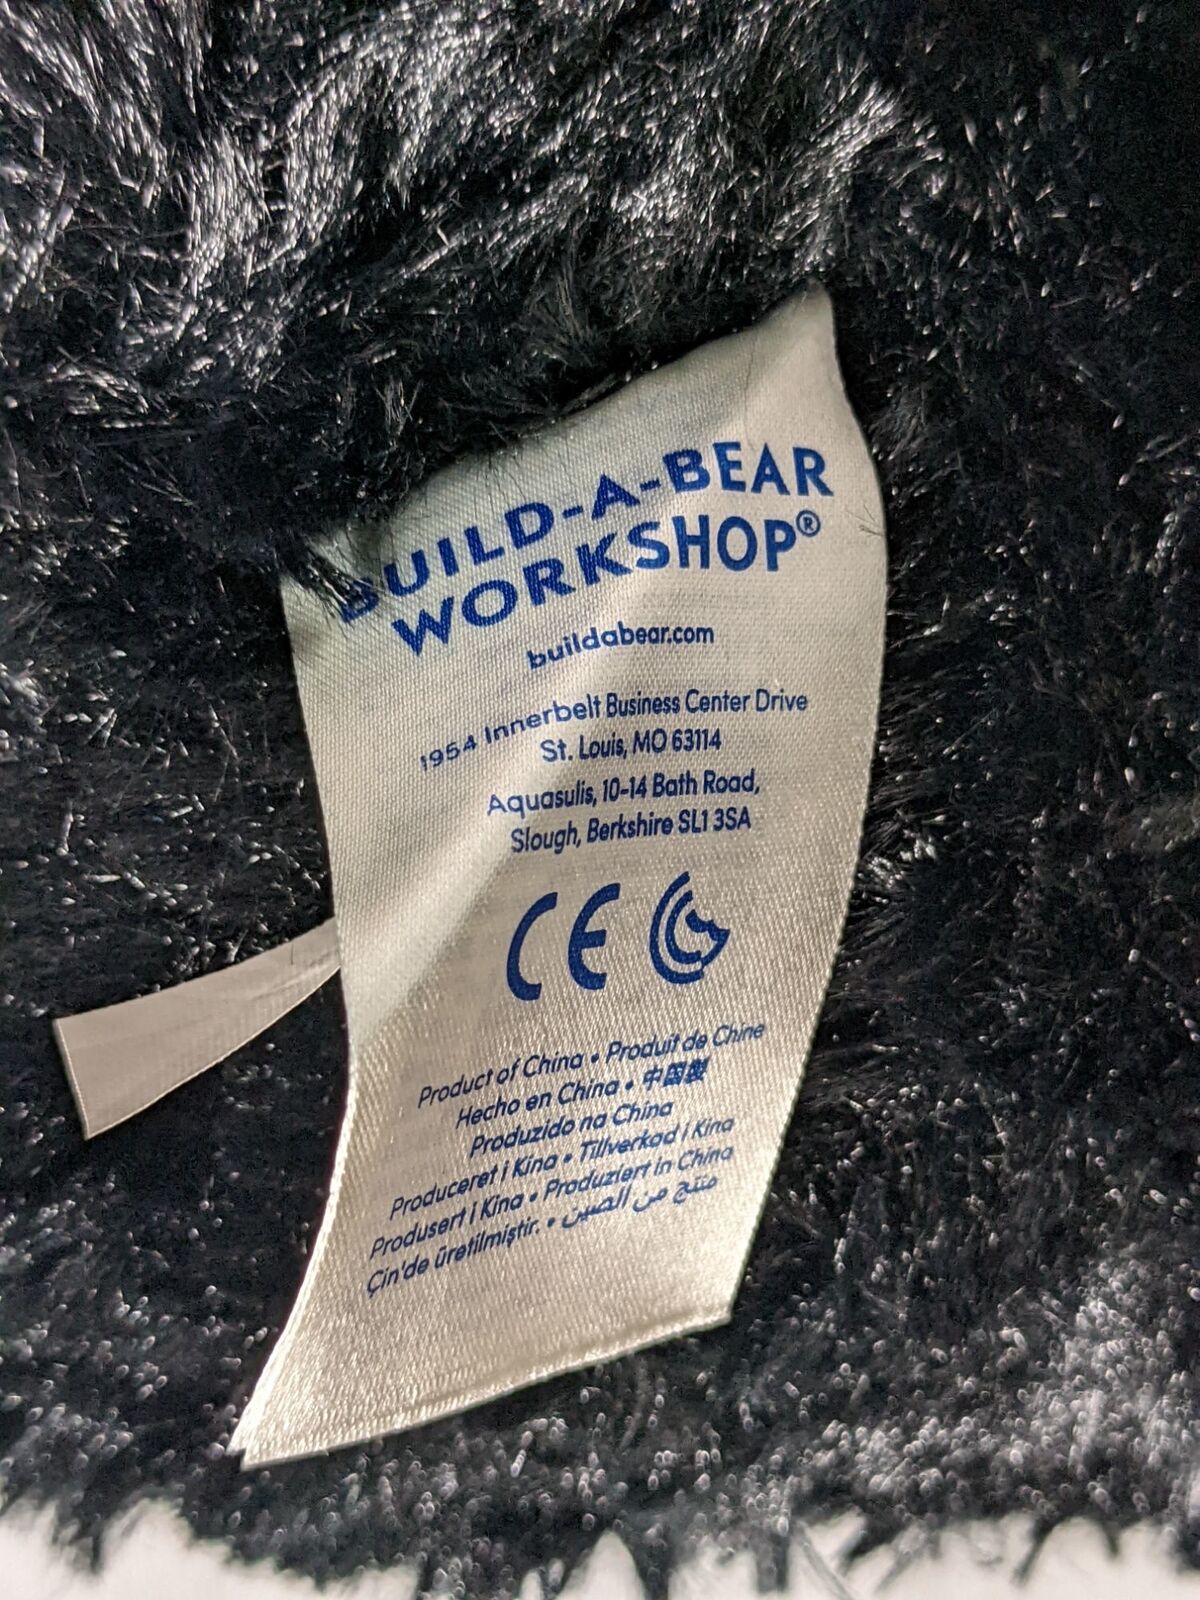 BUILD-A-BEAR
WORKSHOP®
buildabear.com
1954 Innerbelt Business Center Drive
St. Louis, MO 63114
Aquasulis, 10-14 Bath Road,
Slough, Berkshire SL1 3SA
CE
Product of China • Produit de Chine
Hecho en China • 中国製
Produzido na China
Produceret i Kina • Tillverkad i Kina
Produsert i Kina • Produziert in China
Çin'de üretilmiştir. • منتج من الصين